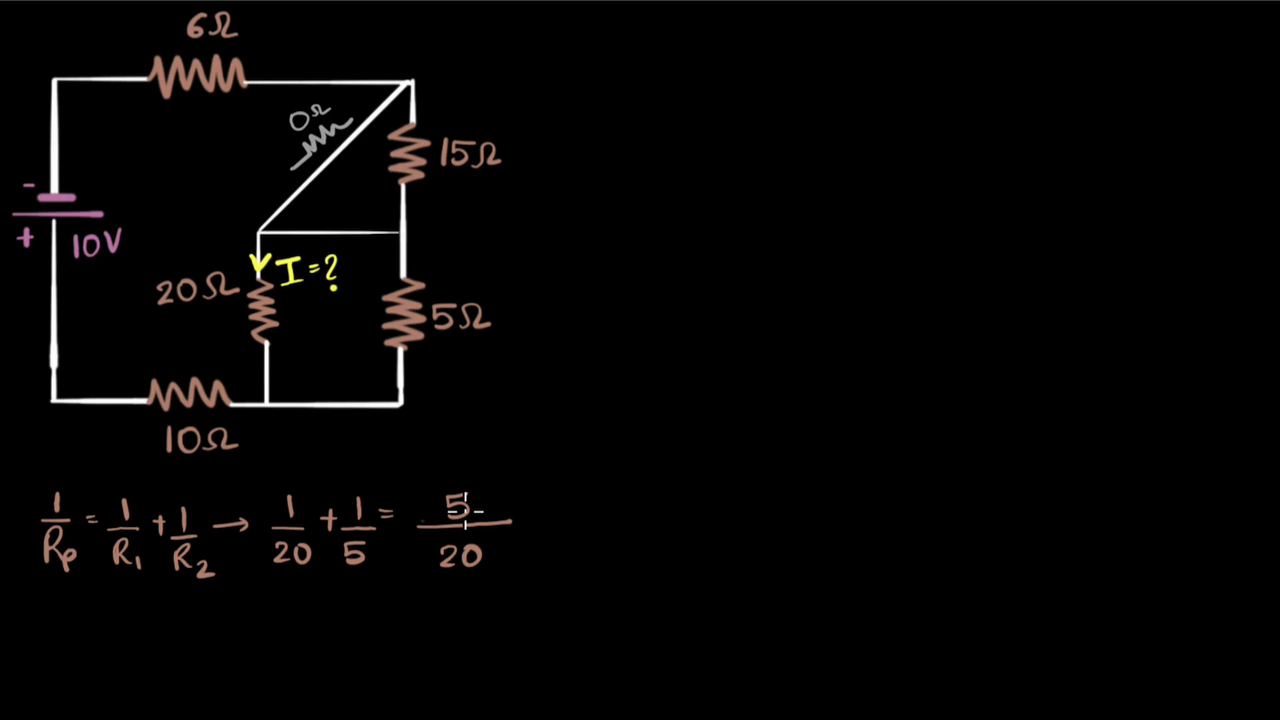 6Ω
0Ω
15Ω
-
+ 10V
I=?
20Ω
5Ω
10Ω
1/Rp = 1/R1 + 1/R2 → 1/20 + 1/5 = 5/20